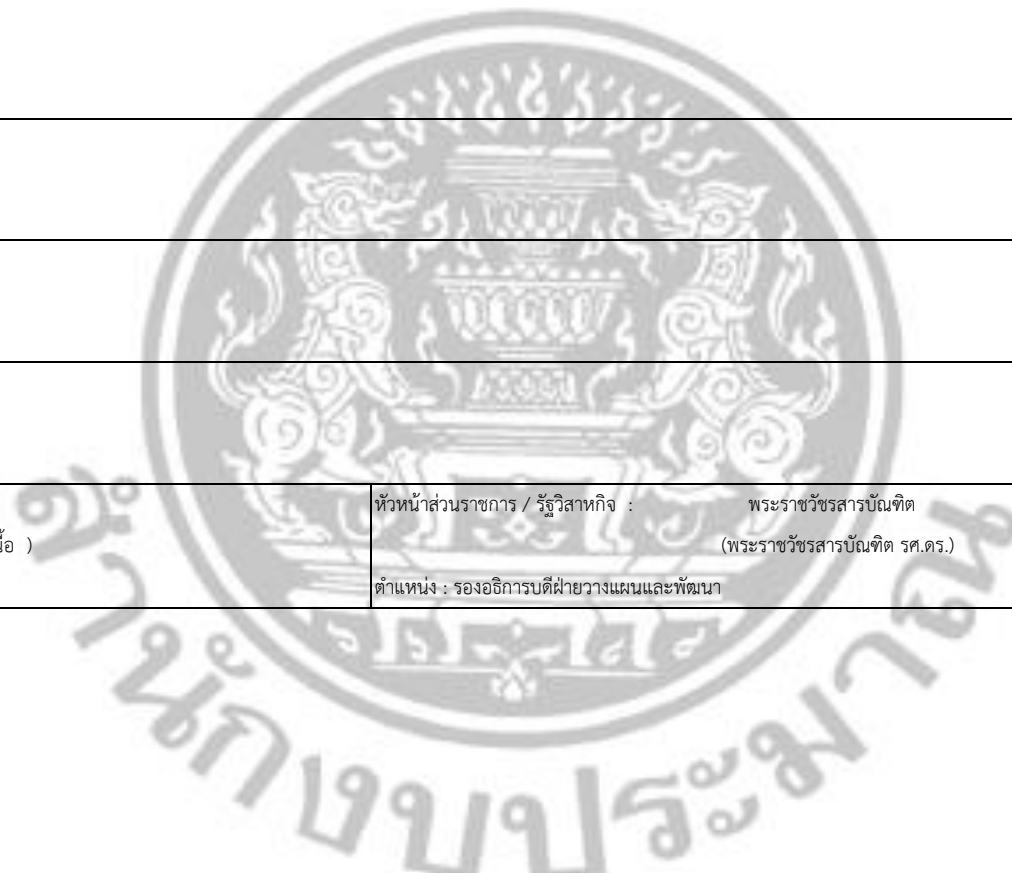 หัวหน้าส่วนราชการ / รัฐวิสาหกิจ : พระราชวัชรสารบัณฑิต
)
(พระราชวัชรสารบัณฑิต รศ.ดร.)
ตำแหน่ง : รองอธิการบดีฝ่ายวางแผนและพัฒนา
สำนักงบประมาณ